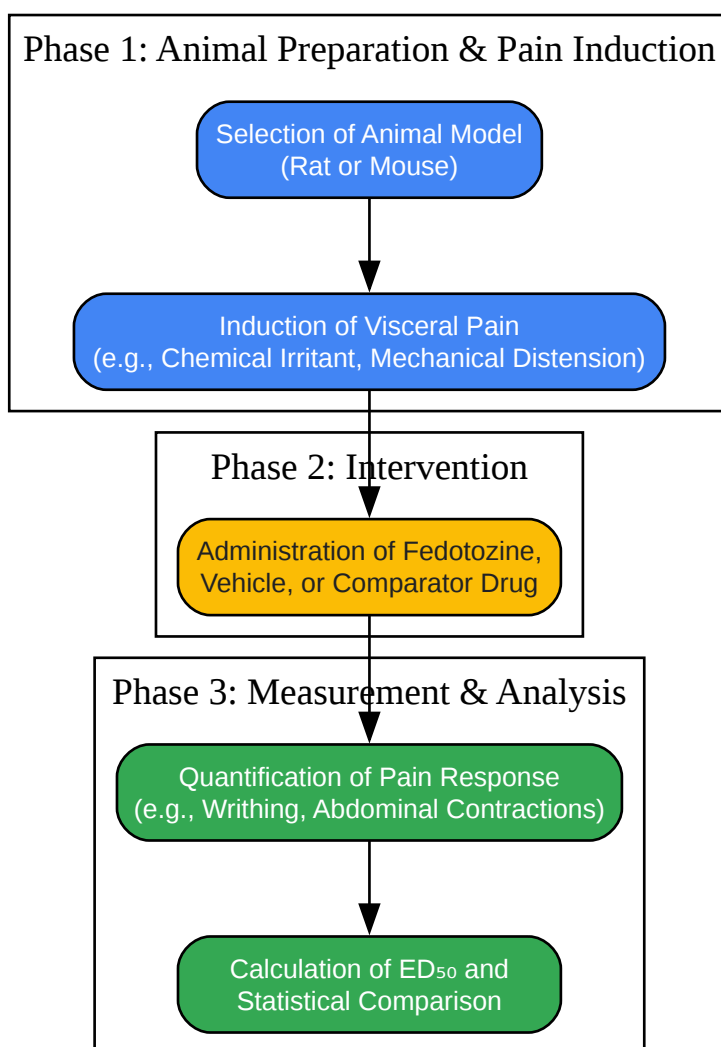 Phase 1: Animal Preparation & Pain Induction
Selection of Animal Model
(Rat or Mouse)
Induction of Visceral Pain
(e.g., Chemical Irritant, Mechanical Distension)
Phase 2: Intervention
Administration of Fedotozine,
Vehicle, or Comparator Drug
Phase 3: Measurement & Analysis
Quantification of Pain Response
(e.g., Writhing, Abdominal Contractions)
Calculation of ED₅₀ and
Statistical Comparison